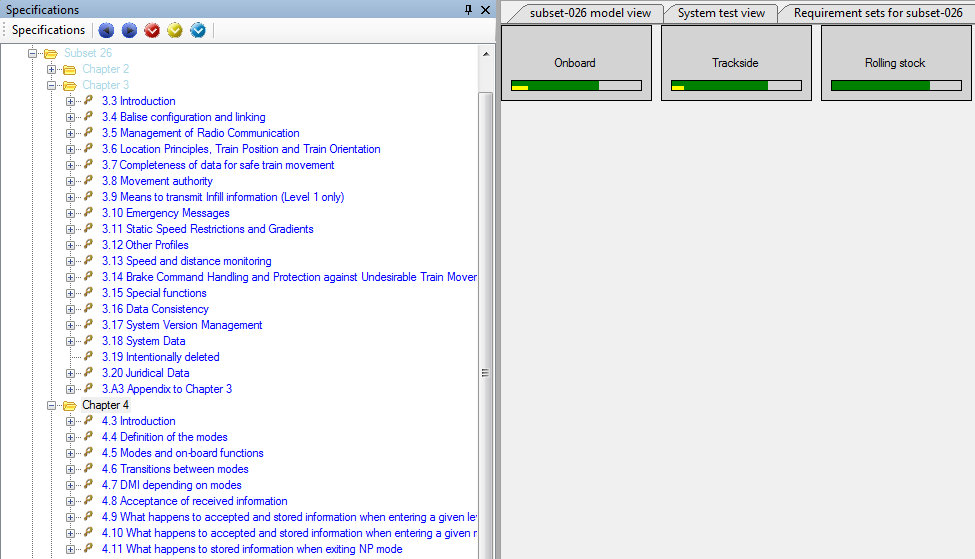 Specifications
Specifications
Subset 26
Chapter 2
Chapter 3
3.3 Introduction
3.4 Balise configuration and linking
3.5 Management of Radio Communication
3.6 Location Principles, Train Position and Train Orientation
3.7 Completeness of data for safe train movement
3.8 Movement authority
3.9 Means to transmit Infill information (Level 1 only)
3.10 Emergency Messages
3.11 Static Speed Restrictions and Gradients
3.12 Other Profiles
3.13 Speed and distance monitoring
3.14 Brake Command Handling and Protection against Undesirable Train Mover
3.15 Special functions
3.16 Data Consistency
3.17 System Version Management
3.18 System Data
3.19 Intentionally deleted
3.20 Juridical Data
3.A3 Appendix to Chapter 3
Chapter 4
4.3 Introduction
4.4 Definition of the modes
4.5 Modes and on-board functions
4.6 Transitions between modes
4.7 DMI depending on modes
4.8 Acceptance of received information
4.9 What happens to accepted and stored information when entering a given le
4.10 What happens to accepted and stored information when entering a given
4.11 What happens to stored information when exiting NP mode
subset-026 model view
System test view
Requirement sets for subset-026
Onboard
Trackside
Rolling stock